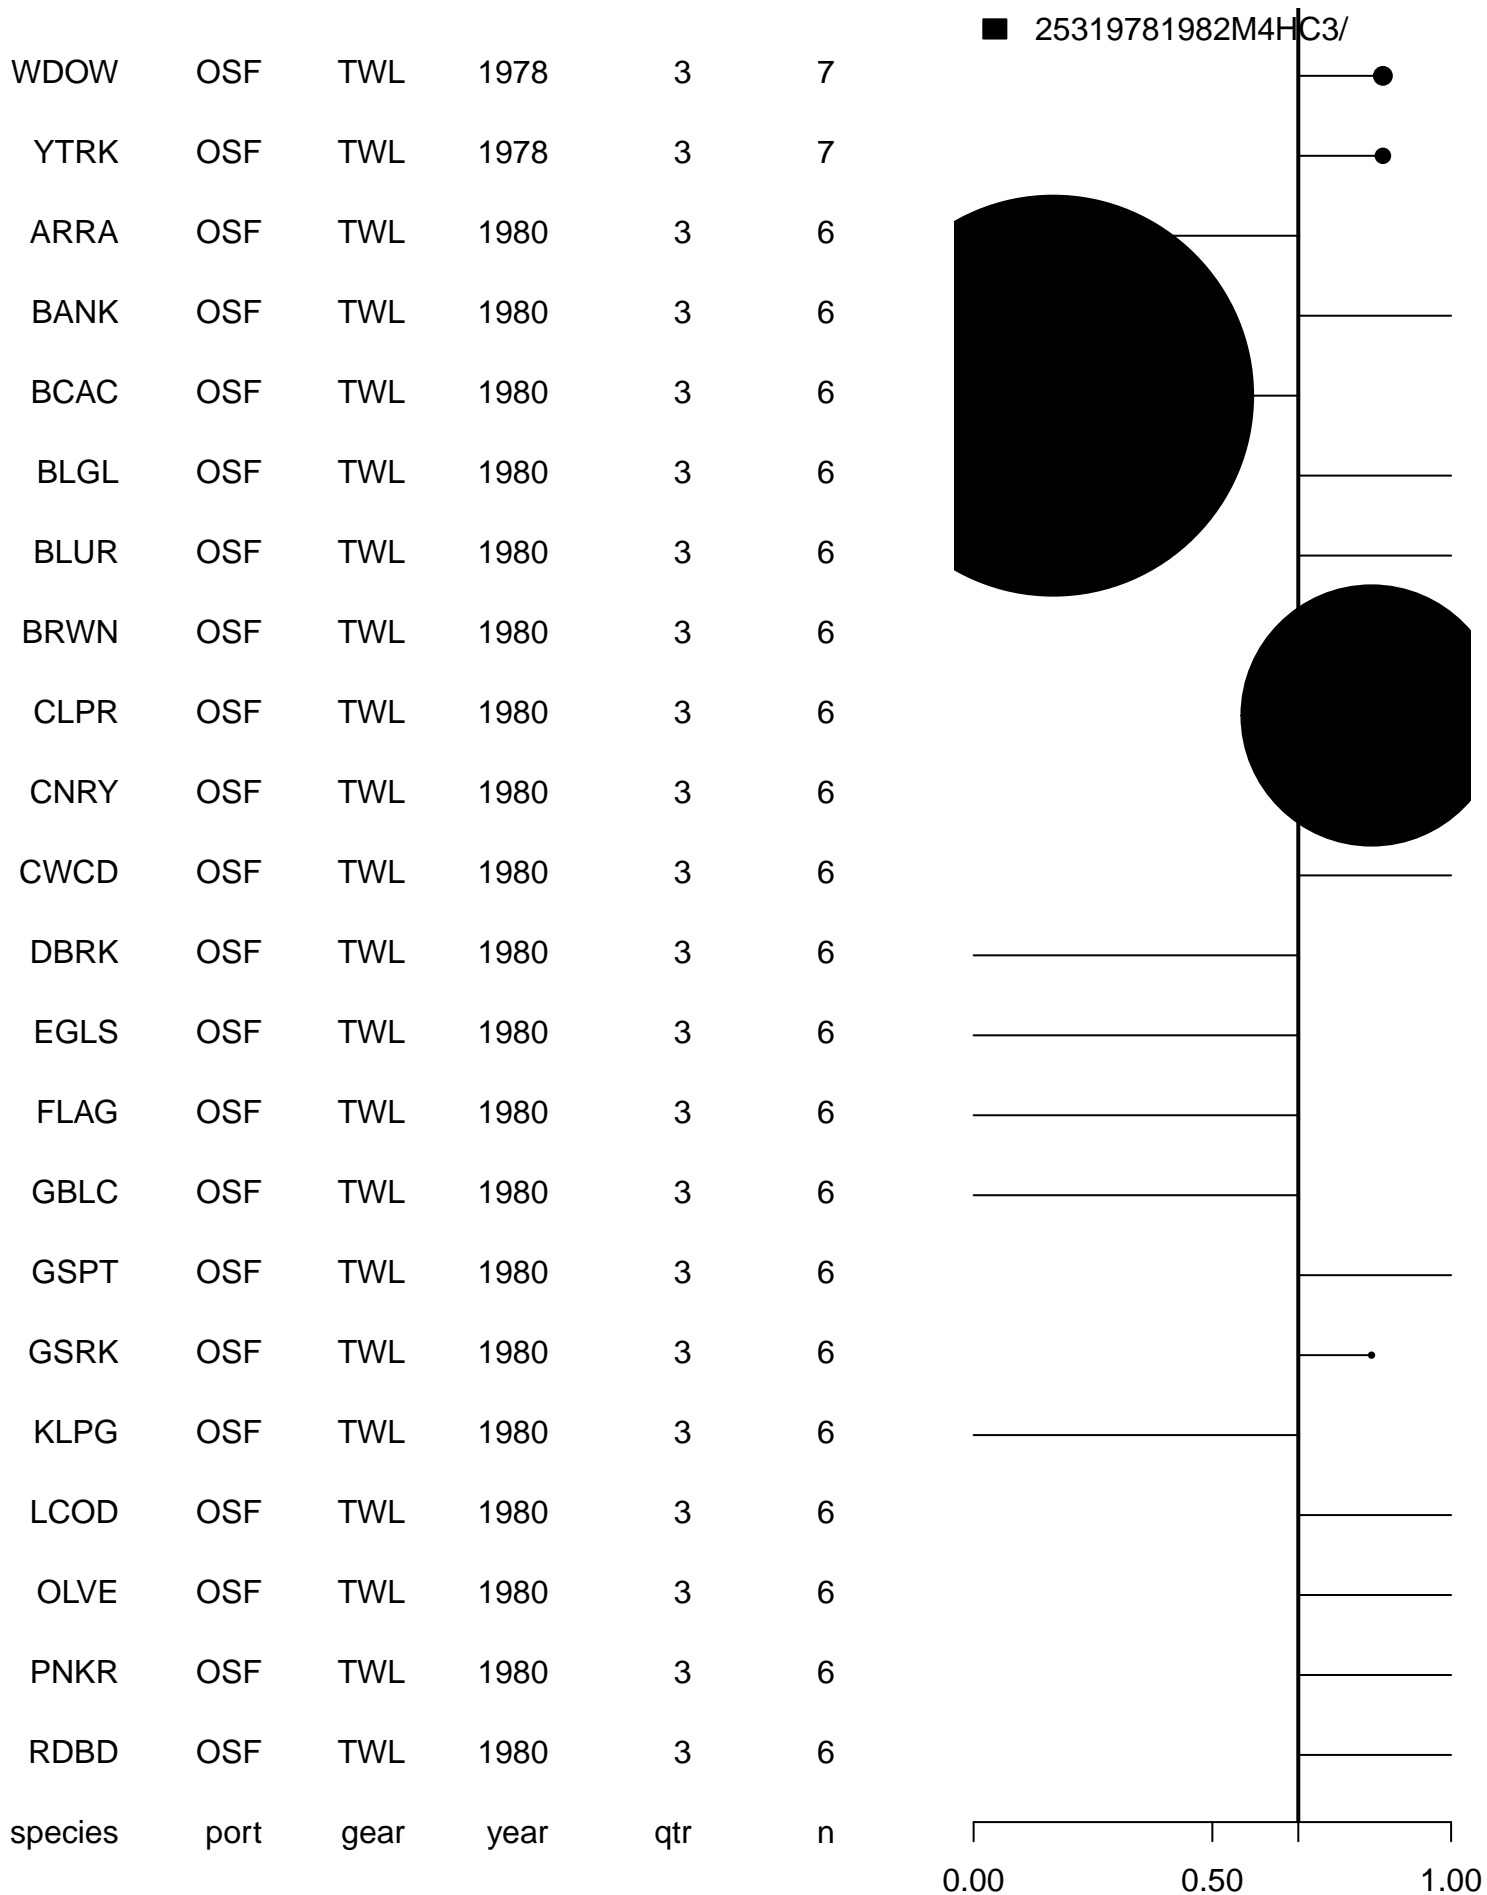 25319781982M4HC3/
WDOW OSF TWL 1978 3 7
YTRK OSF TWL 1978 3 7
ARRA OSF TWL 1980 3 6
BANK OSF TWL 1980 3 6
BCAC OSF TWL 1980 3 6
BLGL OSF TWL 1980 3 6
BLUR OSF TWL 1980 3 6
BRWN OSF TWL 1980 3 6
CLPR OSF TWL 1980 3 6
CNRY OSF TWL 1980 3 6
CWCD OSF TWL 1980 3 6
DBRK OSF TWL 1980 3 6
EGLS OSF TWL 1980 3 6
FLAG OSF TWL 1980 3 6
GBLC OSF TWL 1980 3 6
GSPT OSF TWL 1980 3 6
GSRK OSF TWL 1980 3 6
KLPG OSF TWL 1980 3 6
LCOD OSF TWL 1980 3 6
OLVE OSF TWL 1980 3 6
PNKR OSF TWL 1980 3 6
RDBD OSF TWL 1980 3 6
species port gear year qtr n
0.00 0.50 1.00